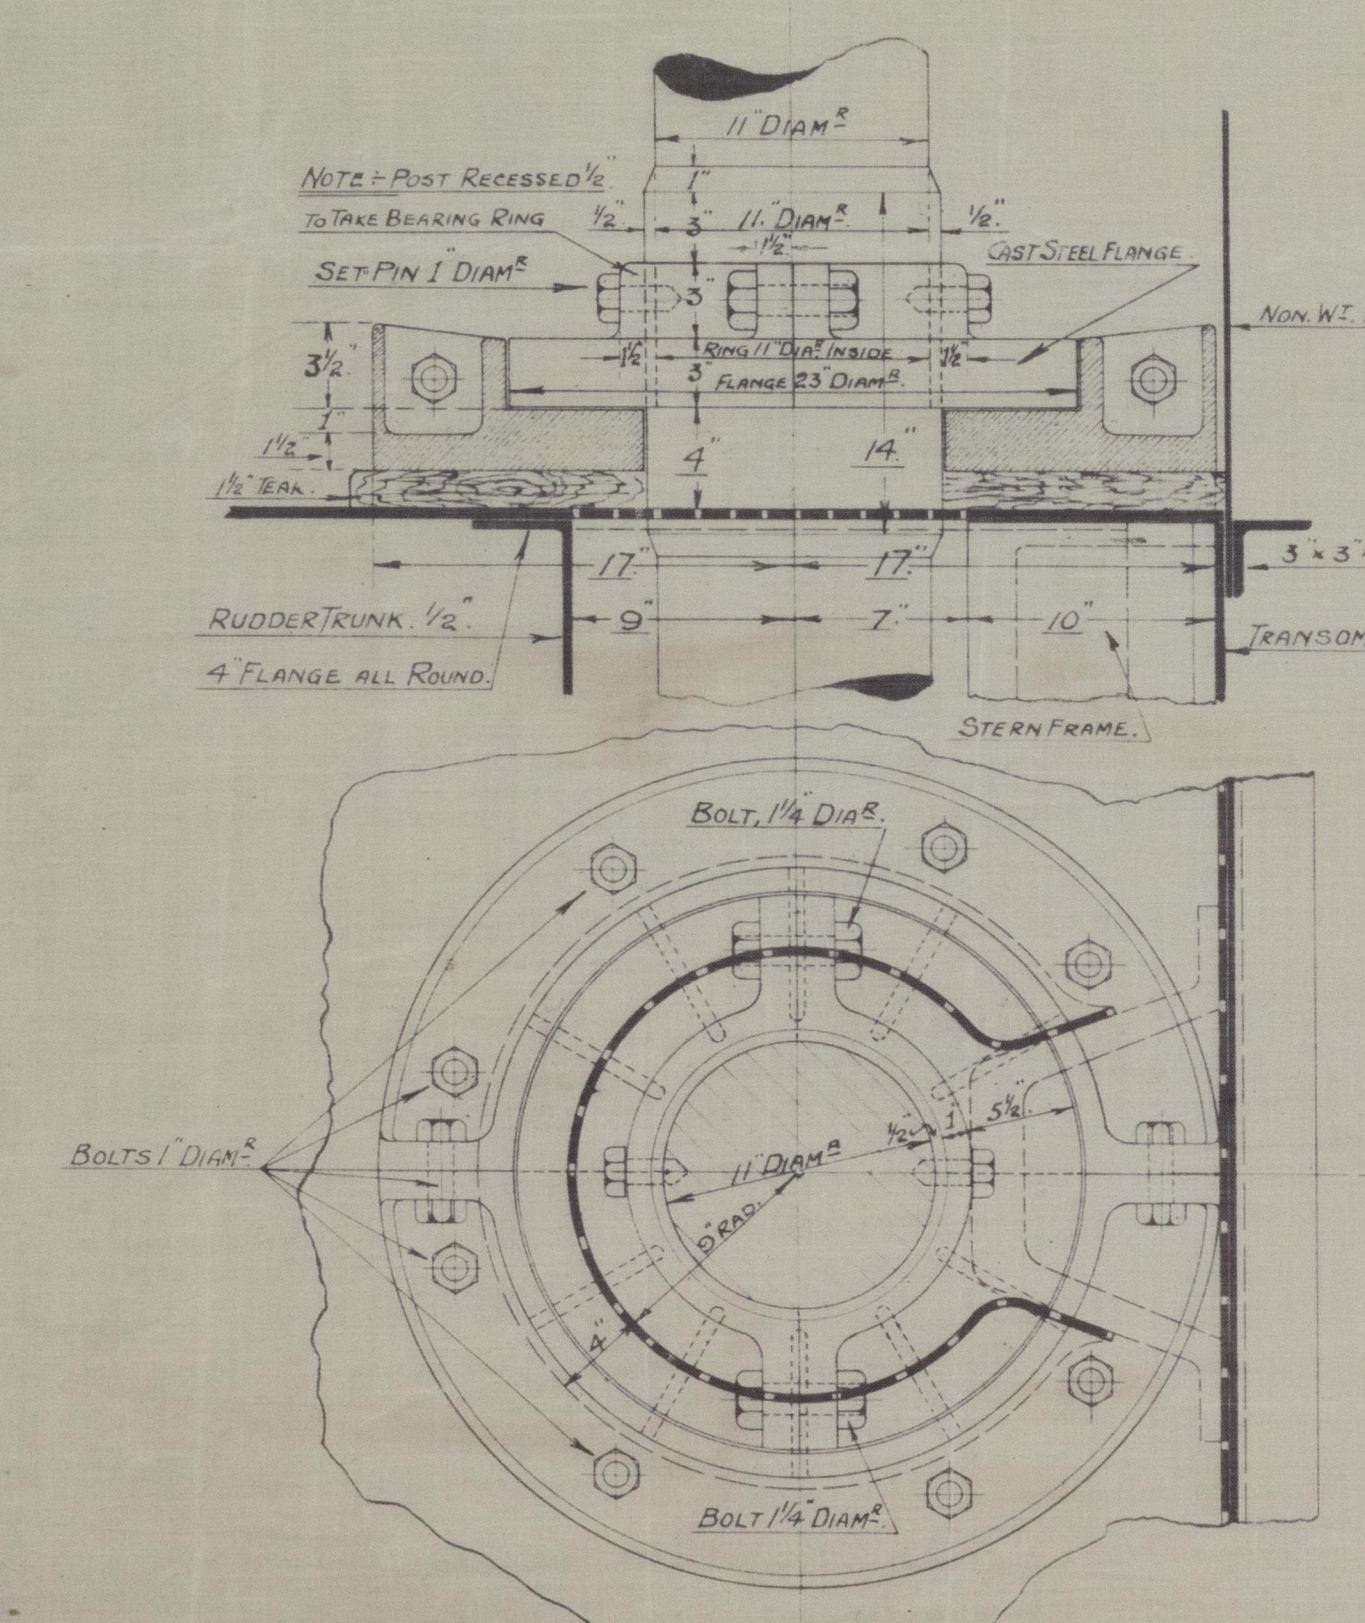 11" DIAMR
NOTE ÷ POST RECESSED 1/2"
TO TAKE BEARING RING
1"
1/2"
3"
11" DIAMR
1/2"
1 1/2"
SET PIN 1" DIAMR
CAST STEEL FLANGE.
3"
NON. WT.
3 1/2"
1 1/2"
RING 11" DIAR INSIDE
1 1/2"
3"
FLANGE 23" DIAMR.
1"
1 1/2"
4"
14"
1 1/2" TEAK.
17"
17"
3" x 3"
RUDDER TRUNK. 1/2".
9"
7"
10"
TRANSOM
4" FLANGE ALL ROUND.
STERN FRAME.
BOLT, 1 1/4" DIAR.
1/2"
1"
5 1/2"
BOLTS 1" DIAMR
11" DIAMR
9" RAD.
4"
BOLT 1 1/4" DIAMR.